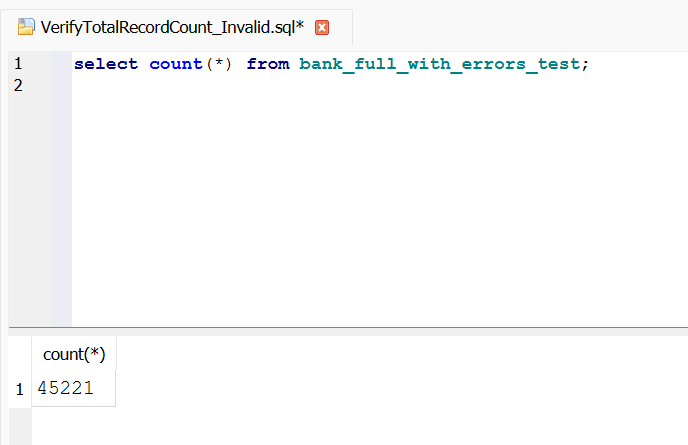 VerifyTotalRecordCount_Invalid.sql*
1 select count(*) from bank_full_with_errors_test;
2
count(*)
1 45221